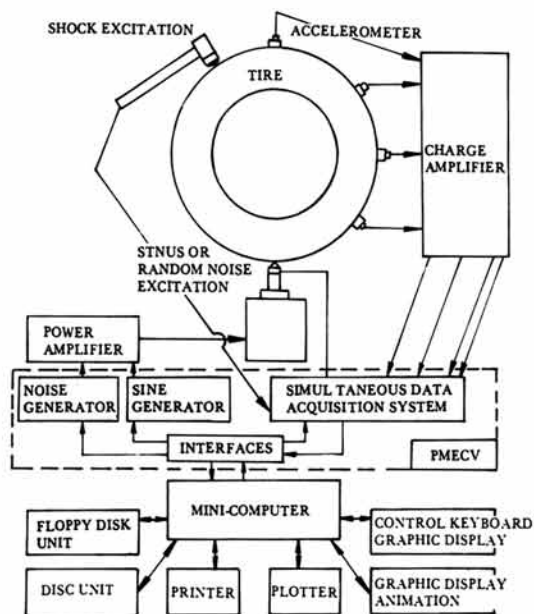 SHOCK EXCITATION
ACCELEROMETER
TIRE
CHARGE
AMPLIFIER
STNUS OR
RANDOM NOISE
EXCITATION
POWER
AMPLIFIER
NOISE
GENERATOR
SINE
GENERATOR
SIMUL TANEOUS DATA
ACQUISITION SYSTEM
INTERFACES
PMECV
MINI-COMPUTER
FLOPPY DISK
UNIT
CONTROL KEYBOARD
GRAPHIC DISPLAY
DISC UNIT
PRINTER
PLOTTER
GRAPHIC DISPLAY
ANIMATION